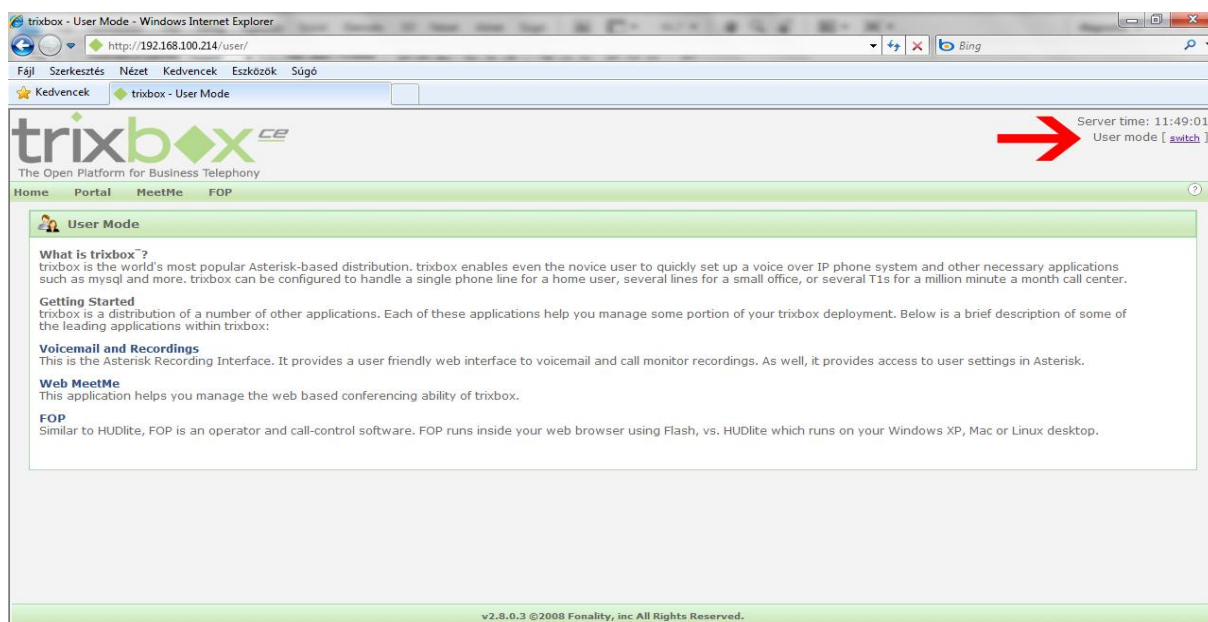 trixbox - User Mode - Windows Internet Explorer
http://192.168.100.214/user/
Bing
Fájl Szerkesztés Nézet Kedvencek Eszközök Súgó
Kedvencek
trixbox - User Mode
trixbox CE
The Open Platform for Business Telephony
Server time: 11:49:01
User mode [ switch ]
Home Portal MeetMe FOP
?
User Mode
What is trixbox™?
trixbox is the world's most popular Asterisk-based distribution. trixbox enables even the novice user to quickly set up a voice over IP phone system and other necessary applications
such as mysql and more. trixbox can be configured to handle a single phone line for a home user, several lines for a small office, or several T1s for a million minute a month call center.
Getting Started
trixbox is a distribution of a number of other applications. Each of these applications help you manage some portion of your trixbox deployment. Below is a brief description of some of
the leading applications within trixbox:
Voicemail and Recordings
This is the Asterisk Recording Interface. It provides a user friendly web interface to voicemail and call monitor recordings. As well, it provides access to user settings in Asterisk.
Web MeetMe
This application helps you manage the web based conferencing ability of trixbox.
FOP
Similar to HUDlite, FOP is an operator and call-control software. FOP runs inside your web browser using Flash, vs. HUDlite which runs on your Windows XP, Mac or Linux desktop.
v2.8.0.3 ©2008 Fonality, inc All Rights Reserved.